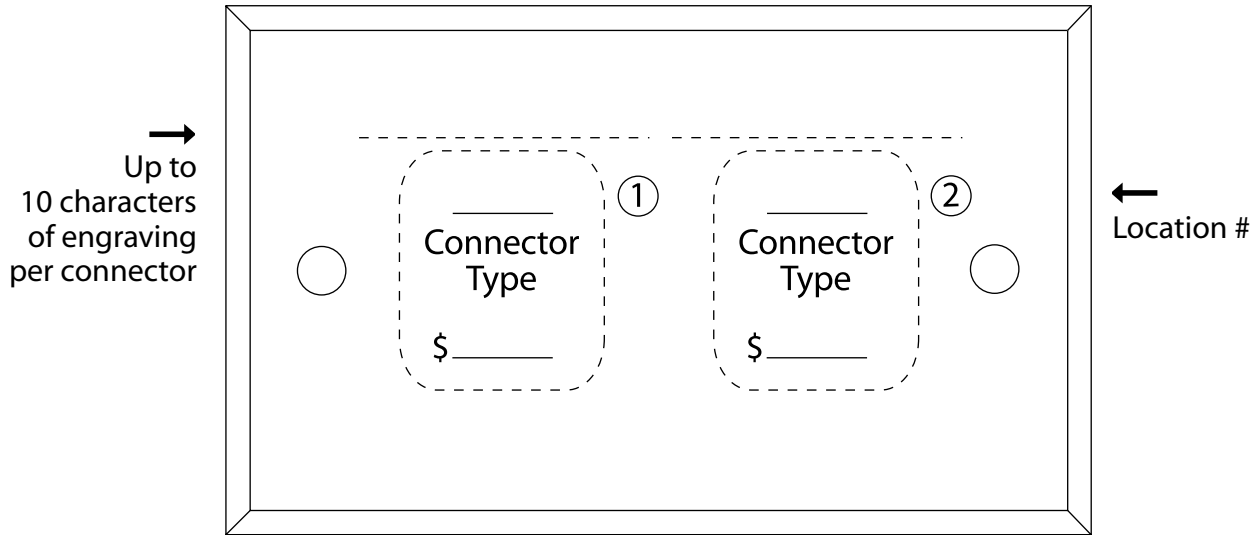 Up to
10 characters
of engraving
per connector
1
Connector
Type
$
2
Connector
Type
$
Location #